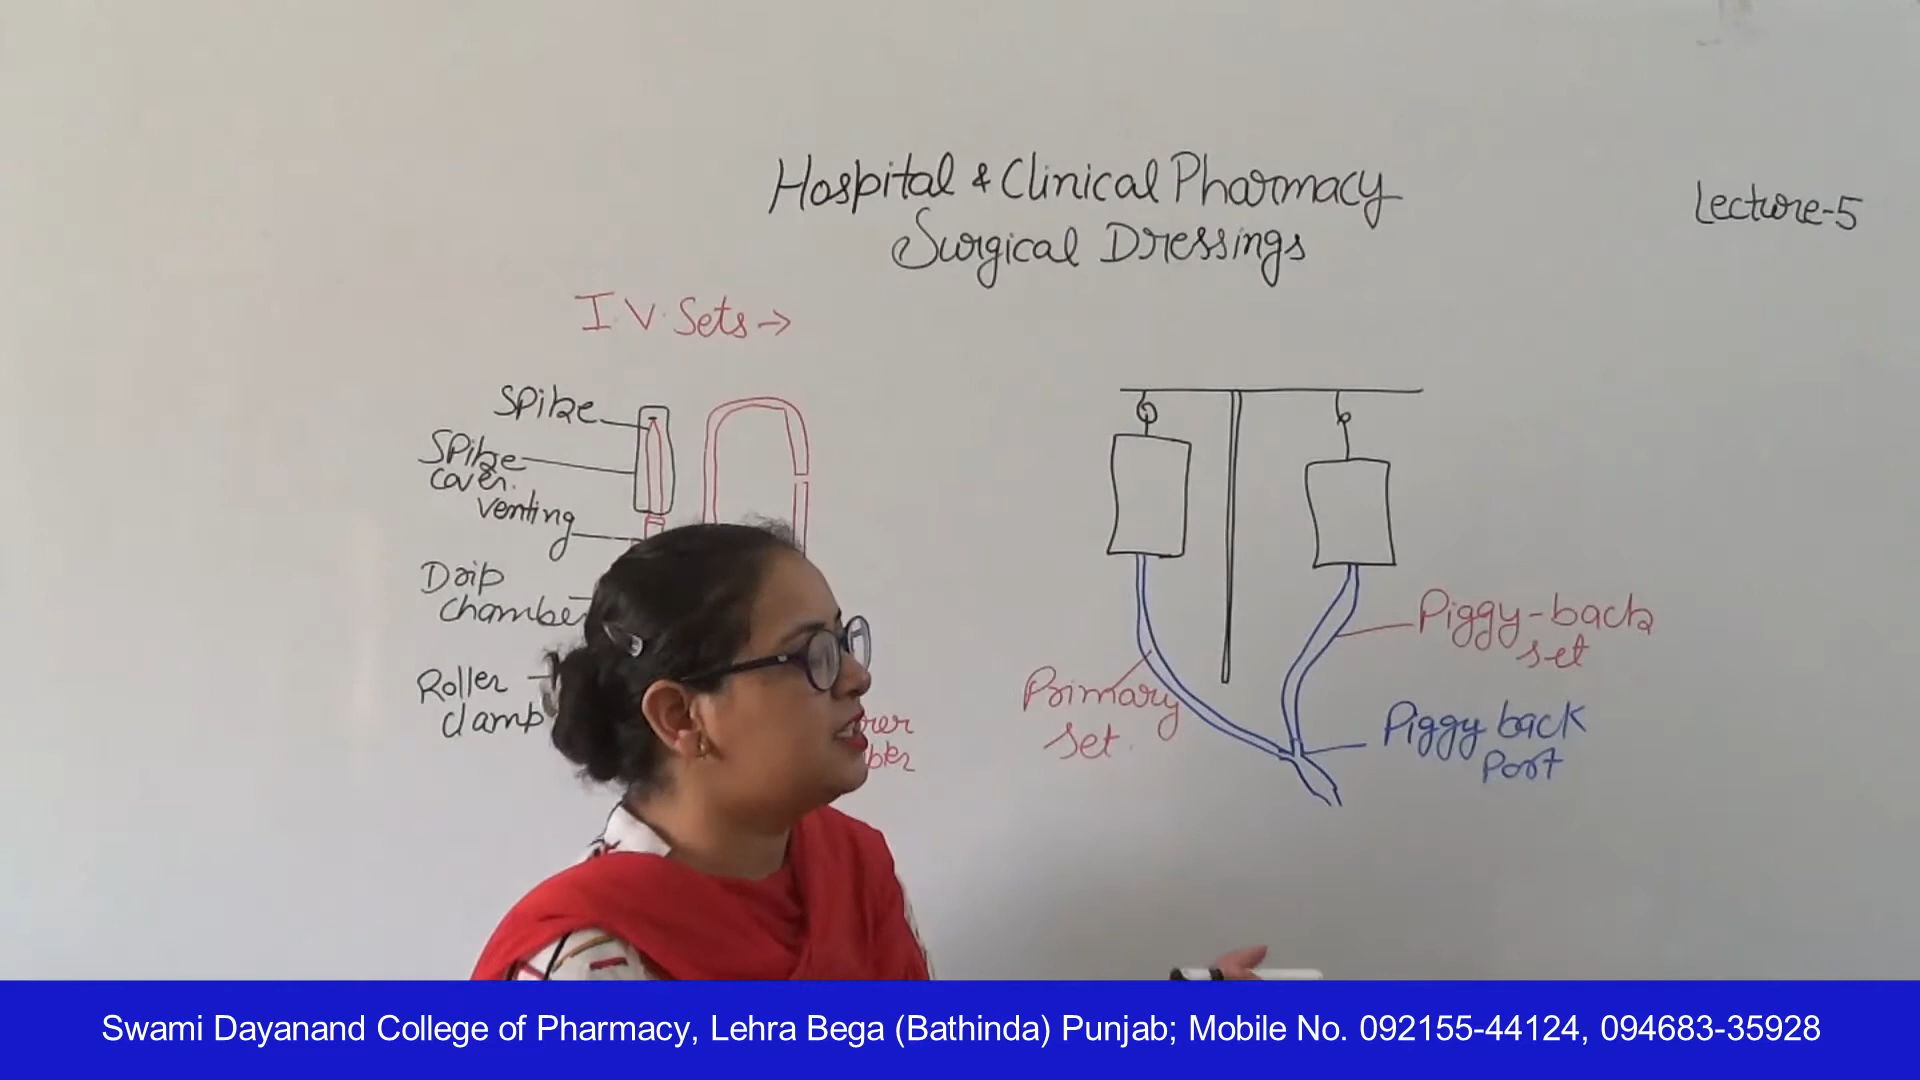 Hospital & Clinical Pharmacy
Lecture-5
Surgical Dressings
I.V. Sets →
Spike
Spike
cover.
venting
Drip
chamber
Roller
clamp
Piggy-back
set
Primary
set.
Piggy back
Port
Swami Dayanand College of Pharmacy, Lehra Bega (Bathinda) Punjab; Mobile No. 092155-44124, 094683-35928